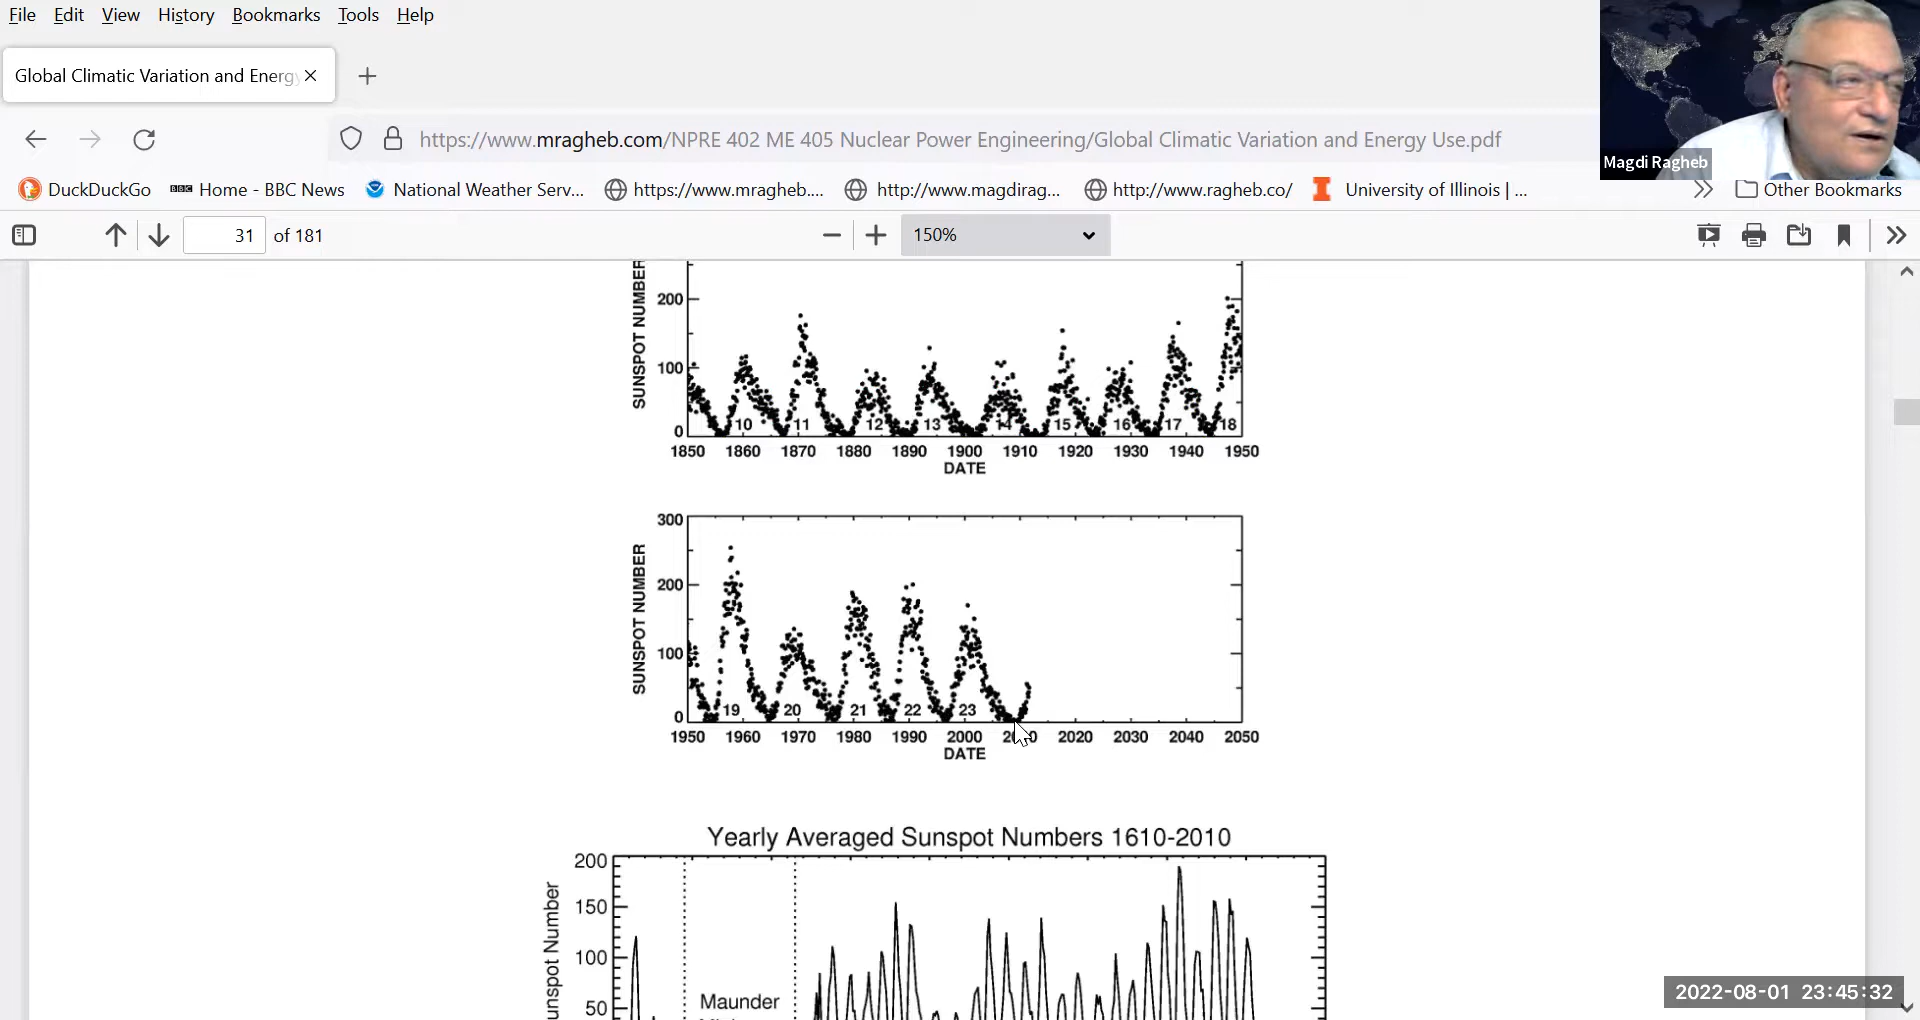 File Edit View History Bookmarks Tools Help
Global Climatic Variation and Energy
https://www.mragheb.com/NPRE 402 ME 405 Nuclear Power Engineering/Global Climatic Variation and Energy Use.pdf
Magdi Ragheb
DuckDuckGo BBC Home - BBC News National Weather Serv... https://www.mragheb.... http://www.magdirag... http://www.ragheb.co/ I University of Illinois | ... Other Bookmarks
31 of 181 150%
SUNSPOT NUMBER
200
100
0
10 11 12 13 14 15 16 17 18
1850 1860 1870 1880 1890 1900 1910 1920 1930 1940 1950
DATE
300
SUNSPOT NUMBER
200
100
0
19 20 21 22 23
1950 1960 1970 1980 1990 2000 2010 2020 2030 2040 2050
DATE
Yearly Averaged Sunspot Numbers 1610-2010
200
150
100
50
Sunspot Number
Maunder
2022-08-01 23:45:32